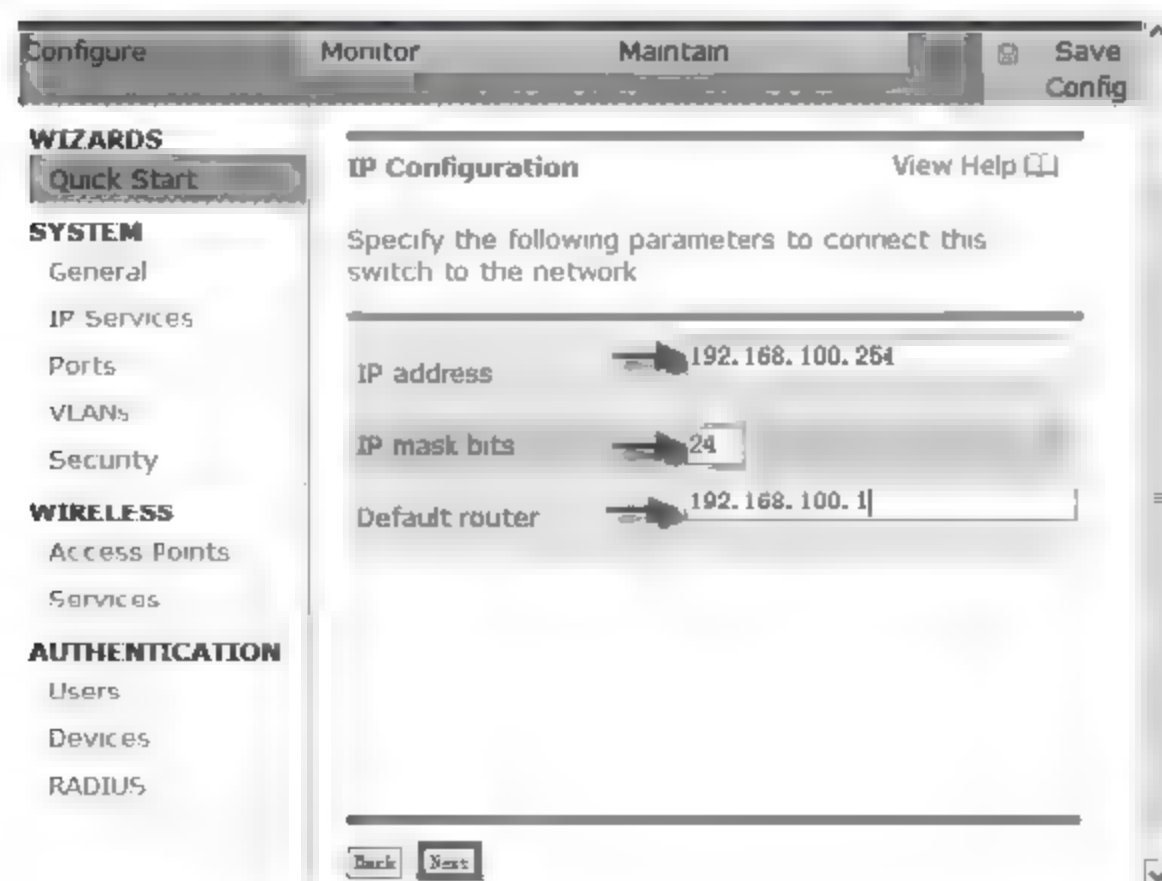 Configure Monitor Maintain Save
Config
WIZARDS
Quick Start
IP Configuration View Help
SYSTEM
Specify the following parameters to connect this
switch to the network
General
IP Services
Ports
VLANs
Security
IP address 192.168.100.254
IP mask bits 24
Default router 192.168.100.1
WIRELESS
Access Points
Services
AUTHENTICATION
Users
Devices
RADIUS
Back Next